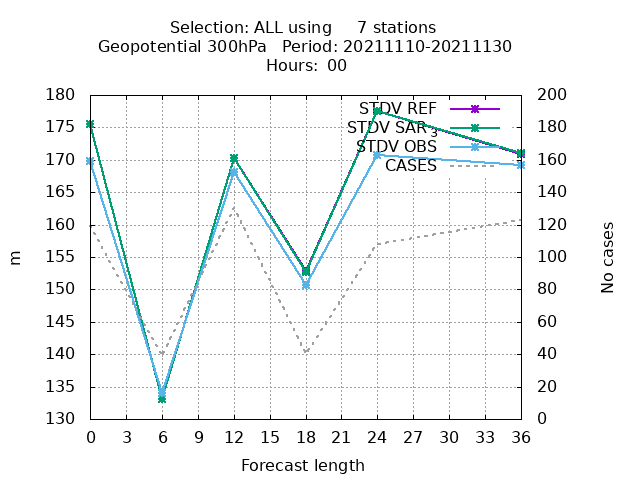 Selection: ALL using 7 stations
Geopotential 300hPa Period: 20211110-20211130
Hours: 00
180 200
STDV REF
175 180
STDV SAR 3
170 160
STDV OBS
CASES
165 140
160 120
155 100
150 80
145 60
140 40
135 20
130 0
m
No cases
0 3 6 9 12 15 18 21 24 27 30 33 36
Forecast length